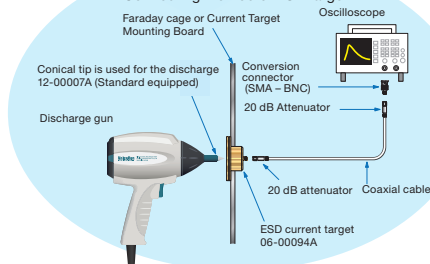 Faraday cage or Current Target
Mounting Board
Oscilloscope
Conical tip is used for the discharge
12-00007A (Standard equipped)
Conversion
connector
(SMA – BNC)
20 dB Attenuator
Discharge gun
20 dB attenuator
Coaxial cable
ESD current target
06-00094A